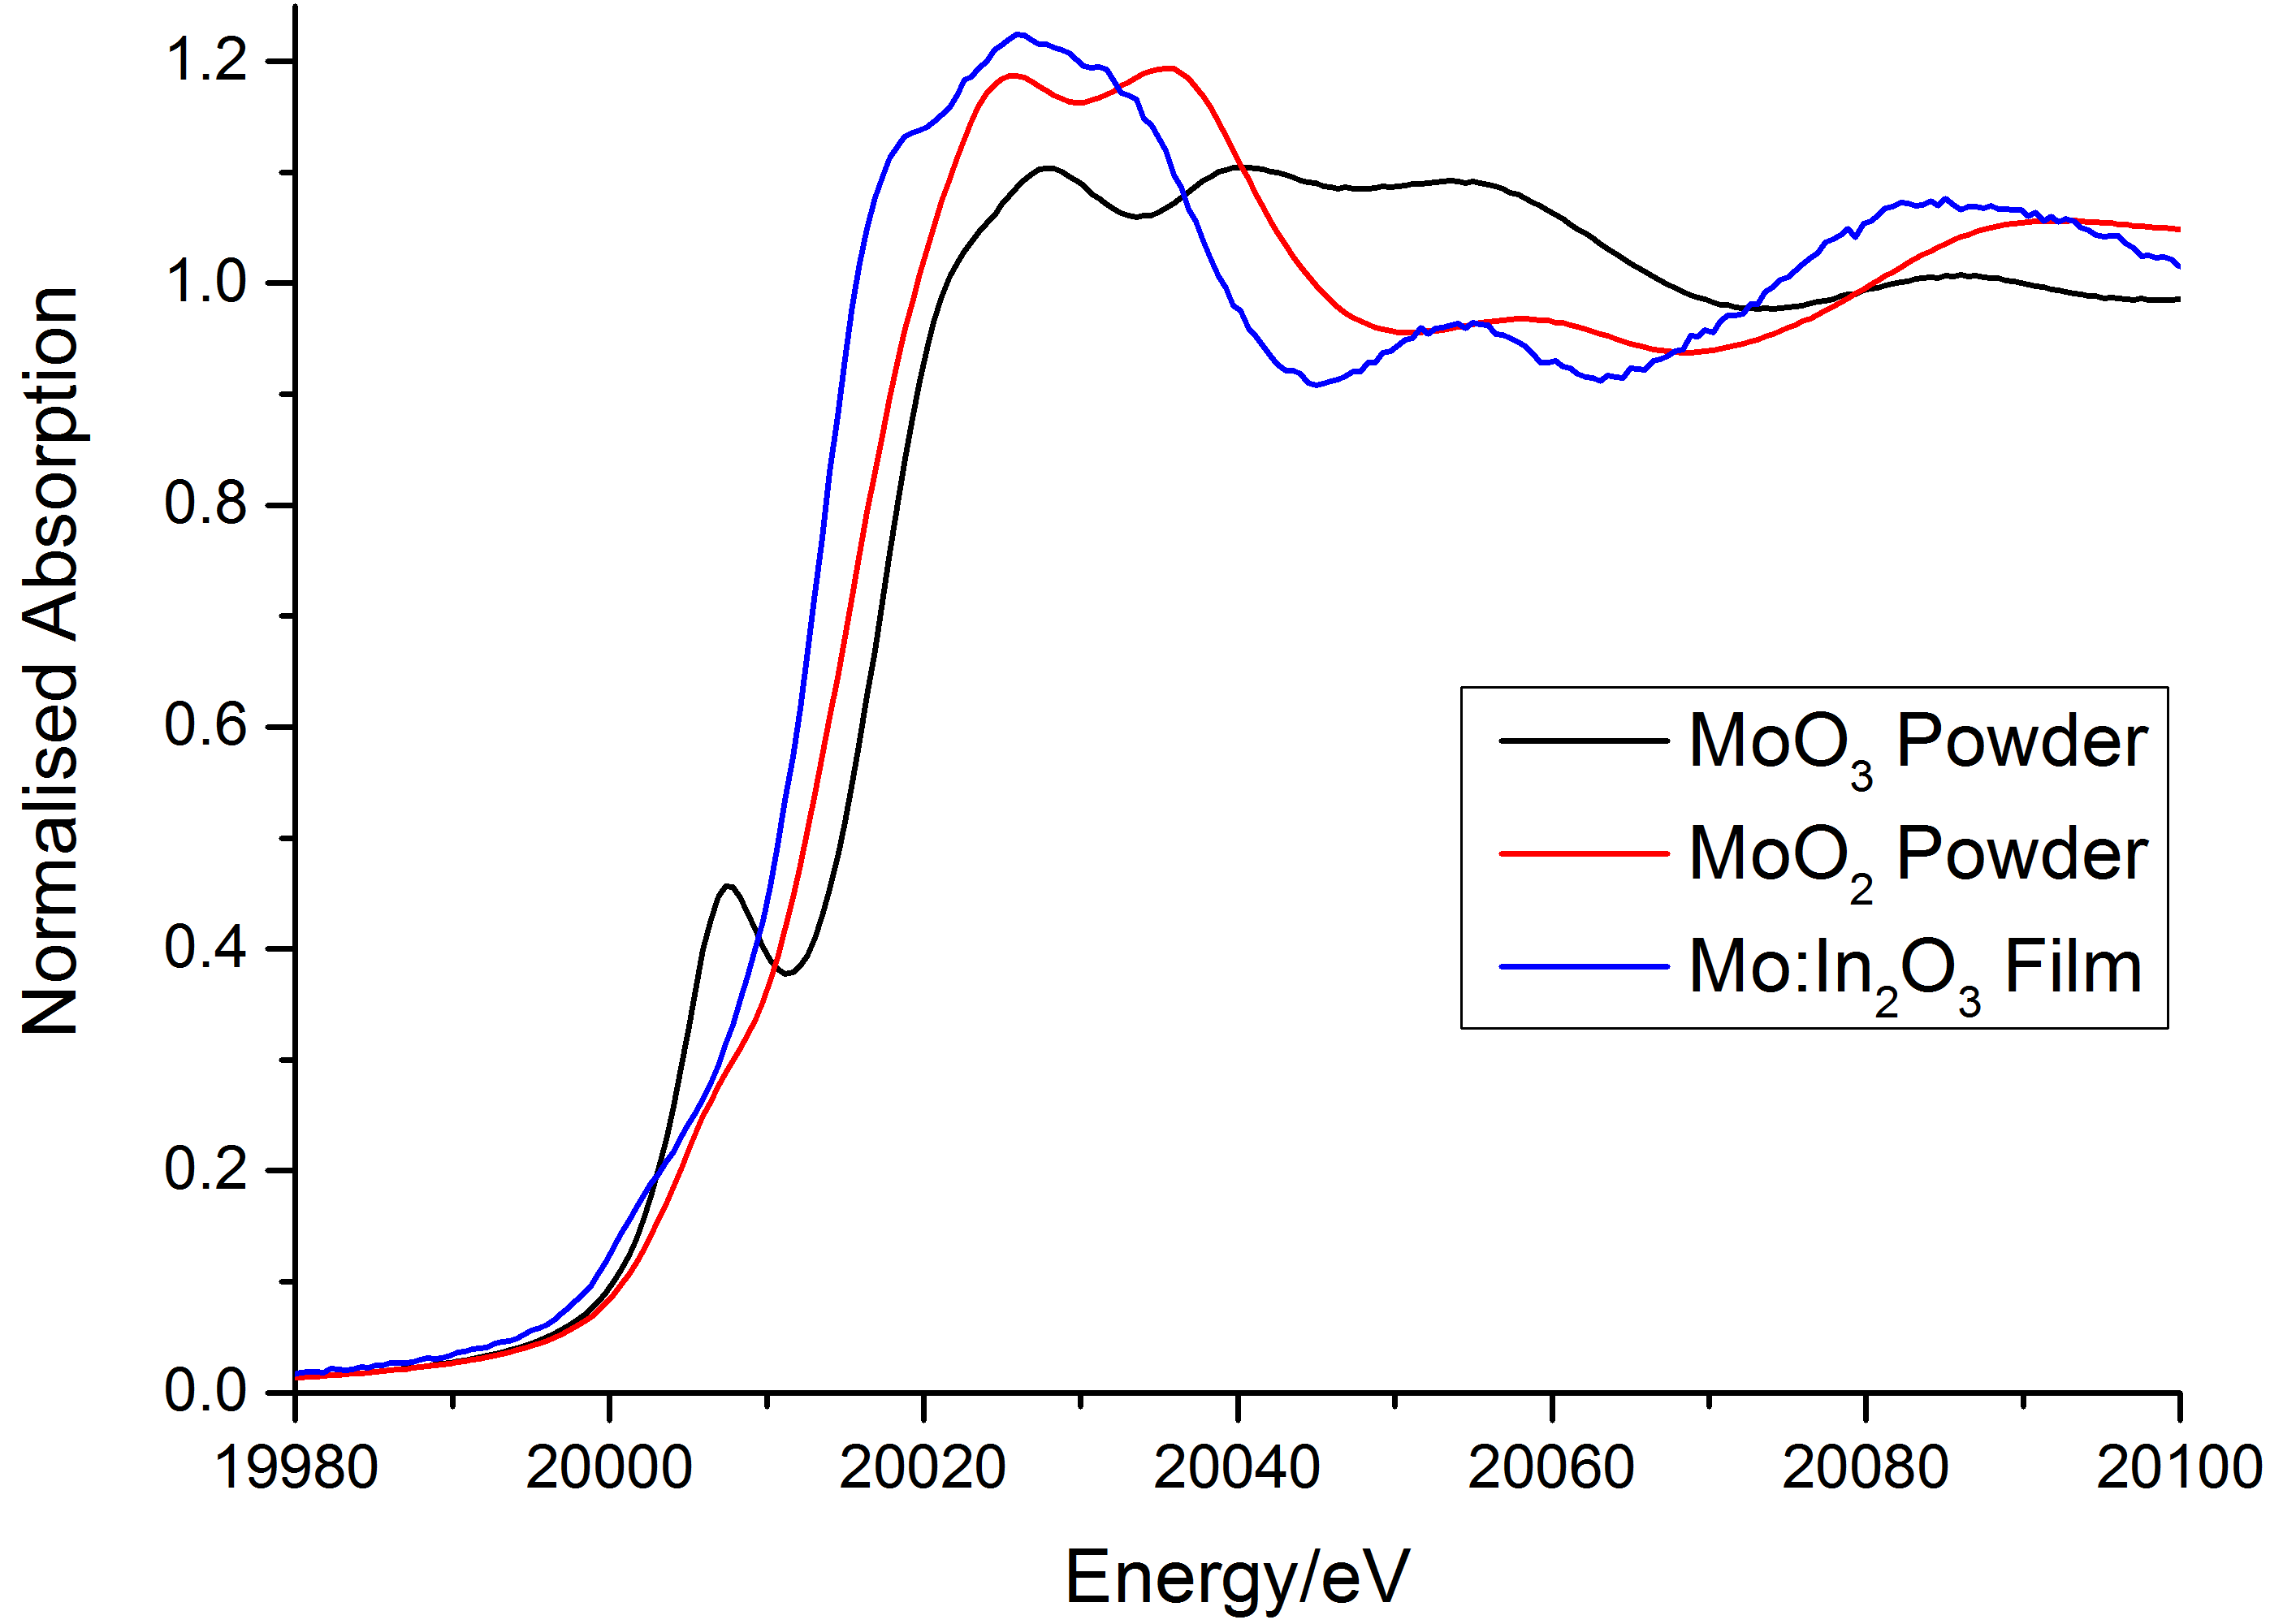 Normalised Absorption
1.2
1.0
0.8
0.6
0.4
0.2
0.0
MoO₃ Powder
MoO₂ Powder
Mo:In₂O₃ Film
19980 20000 20020 20040 20060 20080 20100
Energy/eV